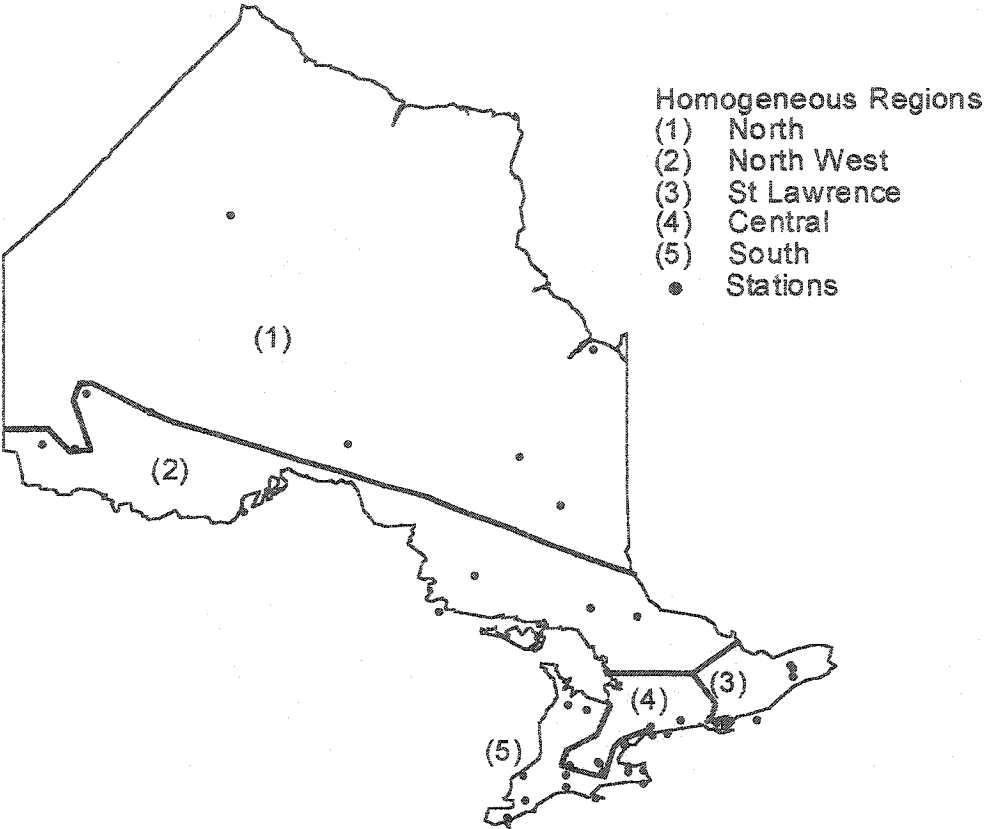 Homogeneous Regions
(1) North
(2) North West
(3) St Lawrence
(4) Central
(5) South
Stations
(1)
(2)
(3)
(4)
(5)